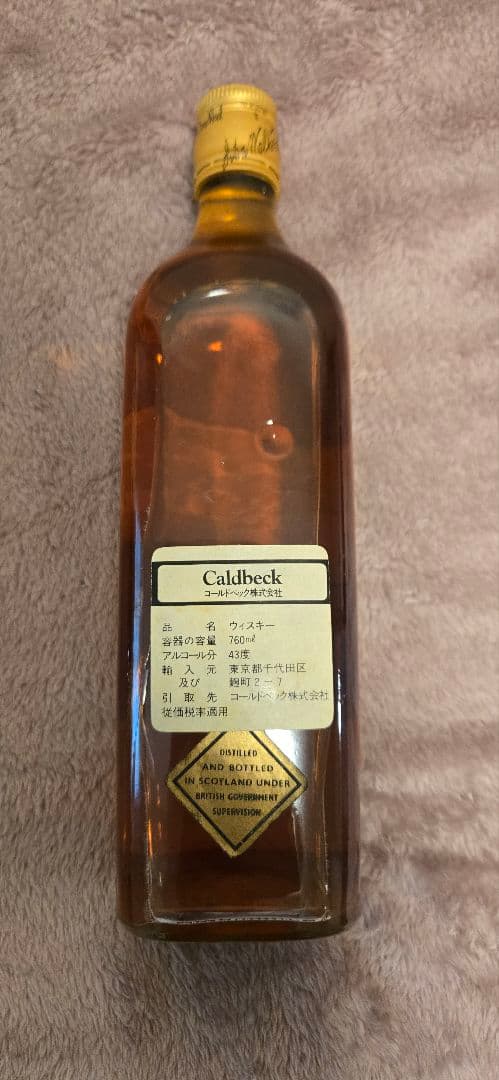 Caldbeck
コールドベック株式会社
品 名 ウィスキー
容器の容量 760㎖
アルコール分 43度
輸入元 東京都千代田区
及び 麹町2-7
引取先 コールドベック株式会社
従価税率適用
DISTILLED
AND BOTTLED
IN SCOTLAND UNDER
BRITISH GOVERNMENT
SUPERVISION